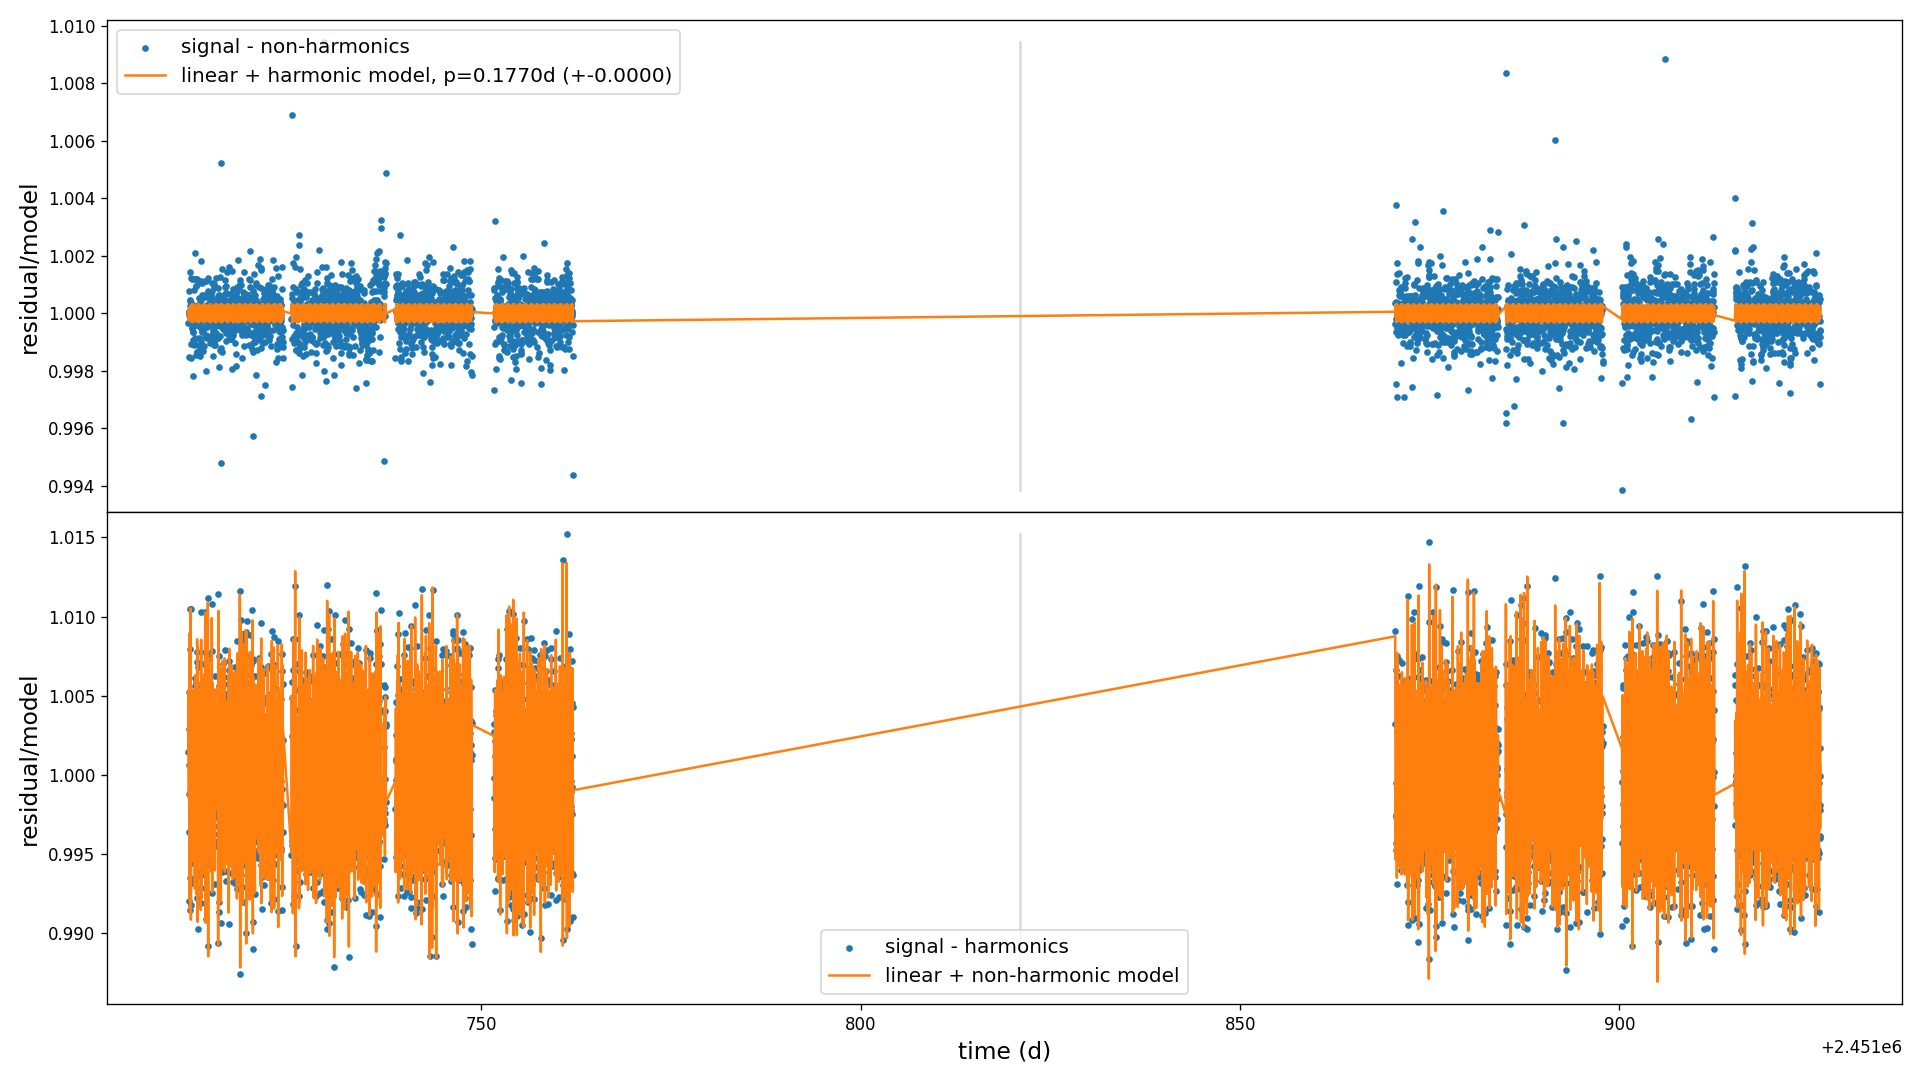 1.010
1.008
1.006
1.004
1.002
1.000
0.998
0.996
0.994
residual/model
signal - non-harmonics
linear + harmonic model, p=0.1770d (+-0.0000)
1.015
1.010
1.005
1.000
0.995
0.990
residual/model
signal - harmonics
linear + non-harmonic model
750
800
850
900
time (d)
+2.451e6